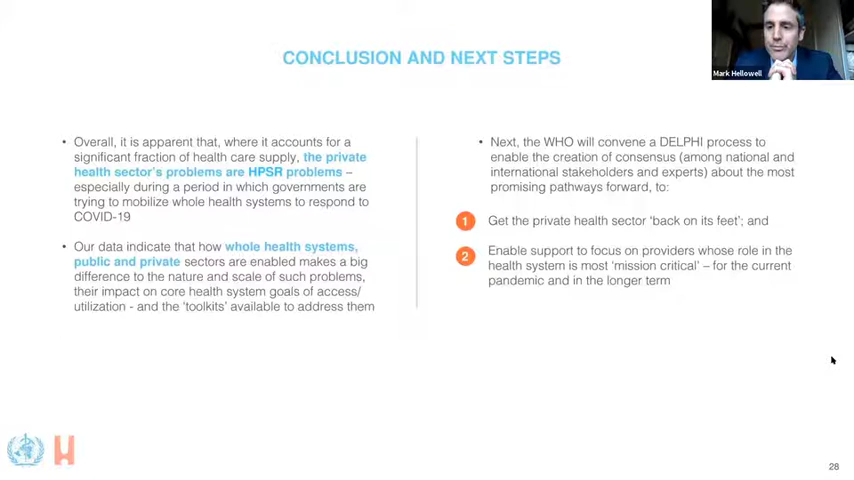 Mark Hellowell
CONCLUSION AND NEXT STEPS
• Overall, it is apparent that, where it accounts for a
significant fraction of health care supply, the private
health sector's problems are HPSR problems –
especially during a period in which governments are
trying to mobilize whole health systems to respond to
COVID-19
• Our data indicate that how whole health systems,
public and private sectors are enabled makes a big
difference to the nature and scale of such problems,
their impact on core health system goals of access/
utilization - and the 'toolkits' available to address them
• Next, the WHO will convene a DELPHI process to
enable the creation of consensus (among national and
international stakeholders and experts) about the most
promising pathways forward, to:
1 Get the private health sector 'back on its feet'; and
2 Enable support to focus on providers whose role in the
health system is most 'mission critical' – for the current
pandemic and in the longer term
28